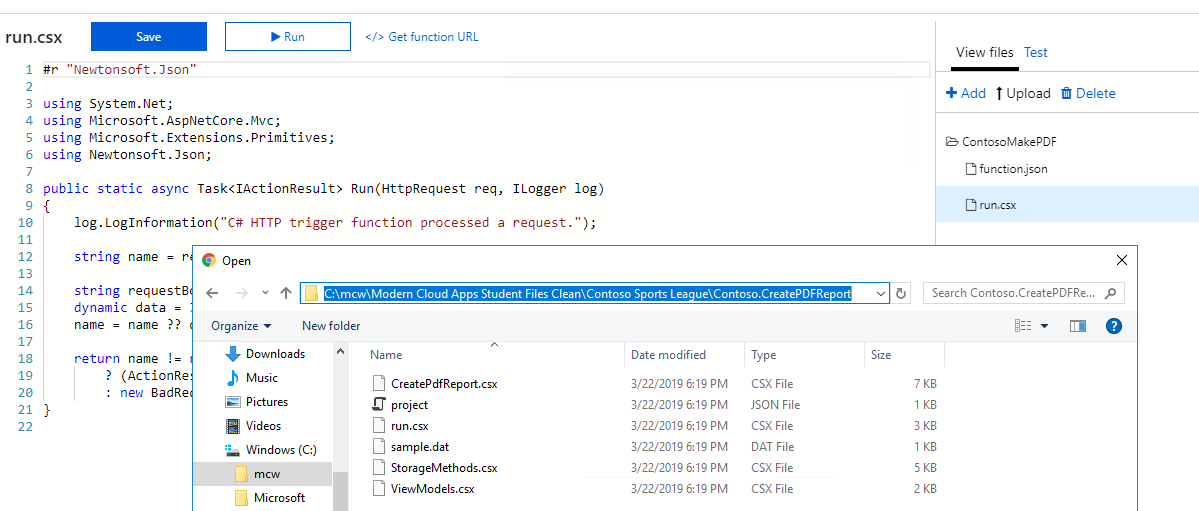 run.csx Save Run </> Get function URL
View files Test
1 #r "Newtonsoft.Json"
2
3 using System.Net;
4 using Microsoft.AspNetCore.Mvc;
5 using Microsoft.Extensions.Primitives;
6 using Newtonsoft.Json;
7
8 public static async Task<IActionResult> Run(HttpRequest req, ILogger log)
9 {
10 log.LogInformation("C# HTTP trigger function processed a request.");
11
12 string name = re
13
14 string requestBo
15 dynamic data =
16 name = name ??
17
18 return name !=
19 ? (ActionRes
20 : new BadReq
21 }
22
Add Upload Delete
ContosoMakePDF
function.json
run.csx
Open
C:\mcw\Modern Cloud Apps Student Files Clean\Contoso Sports League\Contoso.CreatePDFReport
Search Contoso.CreatePDFRe...
Organize New folder
Downloads
Music
Pictures
Videos
Windows (C:)
mcw
Microsoft
Name Date modified Type Size
CreatePdfReport.csx 3/22/2019 6:19 PM CSX File 7 KB
project 3/22/2019 6:19 PM JSON File 1 KB
run.csx 3/22/2019 6:19 PM CSX File 3 KB
sample.dat 3/22/2019 6:19 PM DAT File 1 KB
StorageMethods.csx 3/22/2019 6:19 PM CSX File 5 KB
ViewModels.csx 3/22/2019 6:19 PM CSX File 2 KB